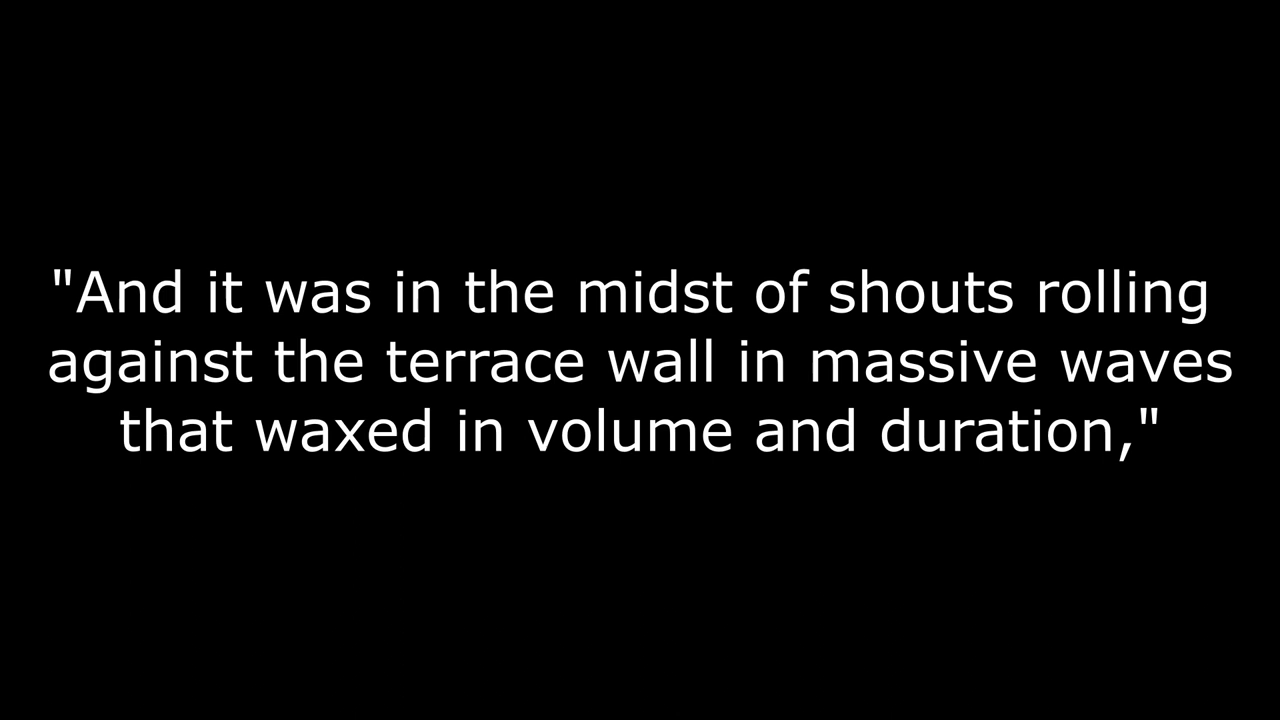 "And it was in the midst of shouts rolling
against the terrace wall in massive waves
that waxed in volume and duration,"